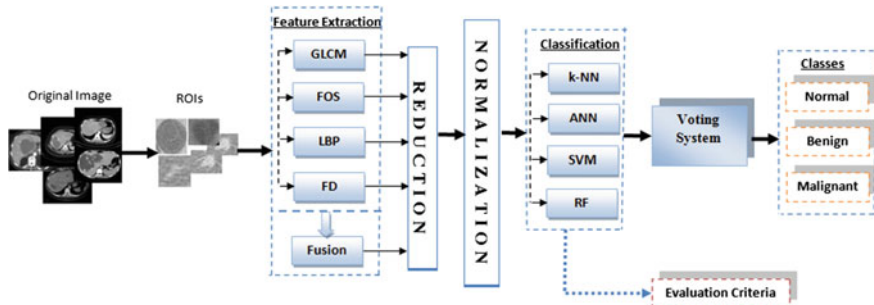 Original Image
ROIs
Feature Extraction
GLCM
FOS
LBP
FD
Fusion
REDUCTION
NORMALIZATION
Classification
k-NN
ANN
SVM
RF
Voting
System
Classes
Normal
Benign
Malignant
Evaluation Criteria